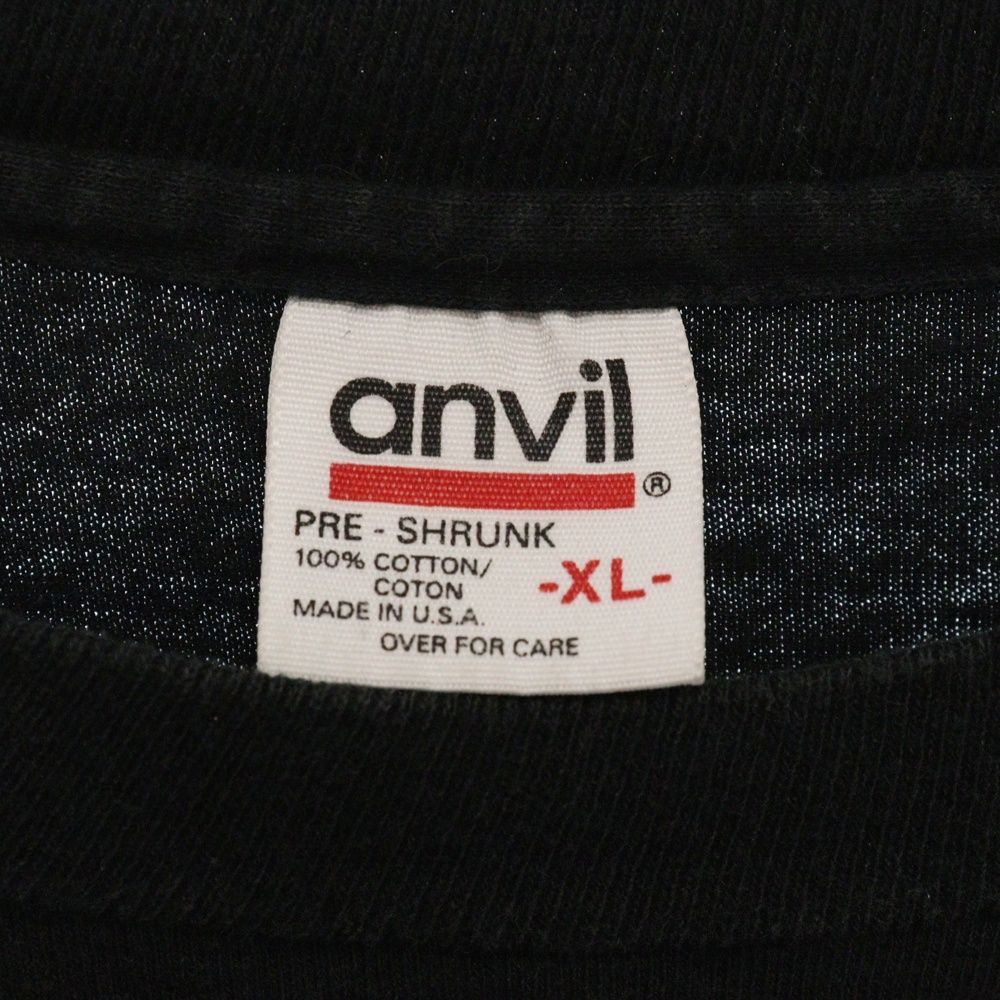 anvil
®
PRE - SHRUNK
100% COTTON/
COTON
-XL-
MADE IN U.S.A.
OVER FOR CARE